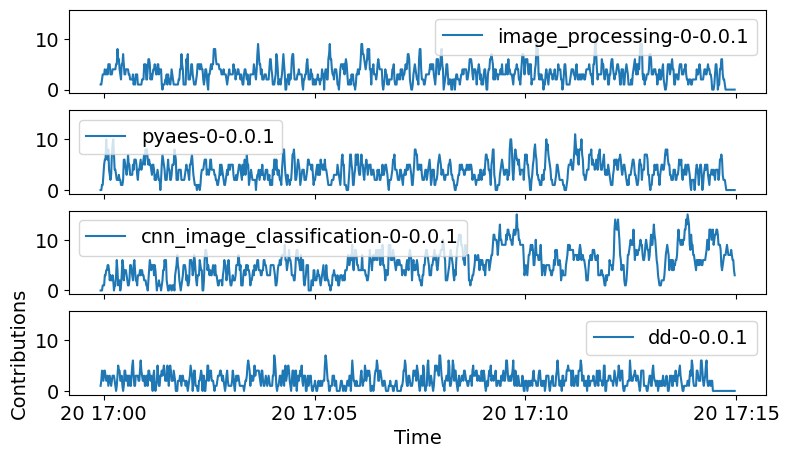 10
0
image_processing-0-0.0.1
10
0
pyaes-0-0.0.1
10
0
cnn_image_classification-0-0.0.1
10
0
dd-0-0.0.1
Contributions
20 17:00 20 17:05 20 17:10 20 17:15
Time